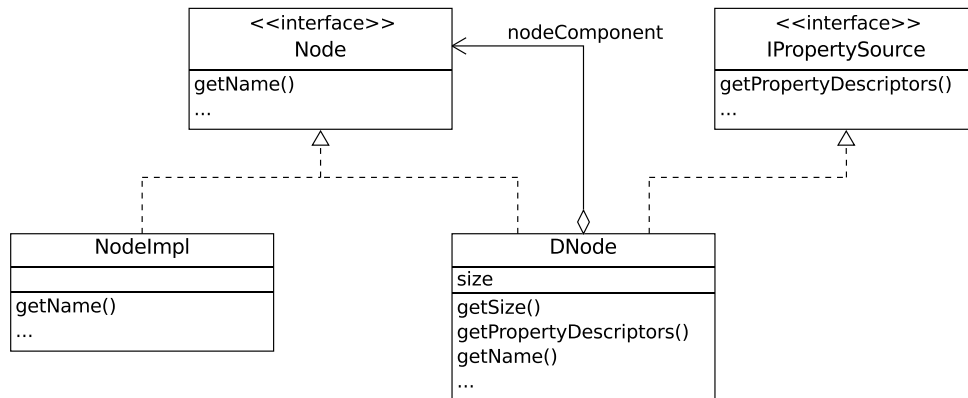 <<interface>>
Node
getName()
...
nodeComponent
<<interface>>
IPropertySource
getPropertyDescriptors()
...
NodeImpl
getName()
...
DNode
size
getSize()
getPropertyDescriptors()
getName()
...